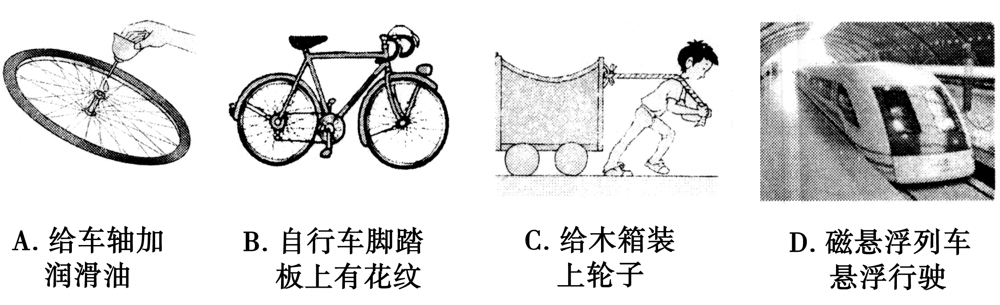 A. 给车轴加
润滑油
B. 自行车脚踏
板上有花纹
C. 给木箱装
上轮子
D. 磁悬浮列车
悬浮行驶